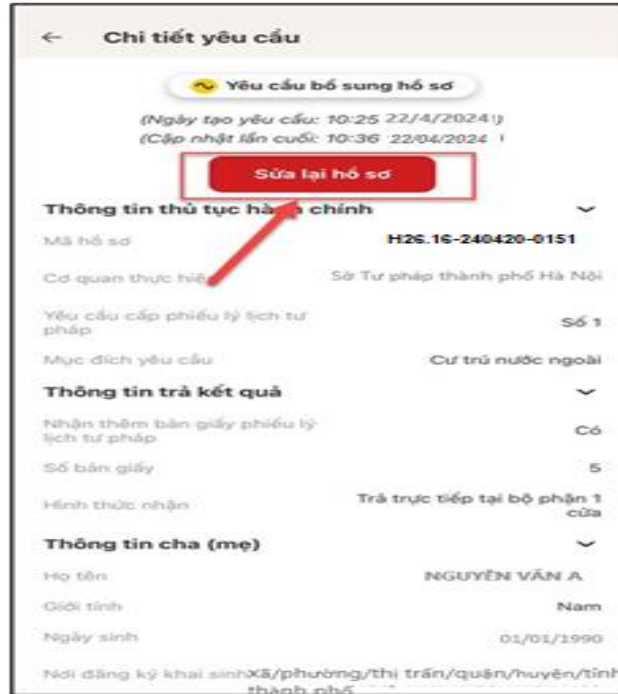 ← Chi tiết yêu cầu
Yêu cầu bổ sung hồ sơ
(Ngày tạo yêu cầu: 10:25 22/4/2024)
(Cập nhật lần cuối: 10:36 22/04/2024
Sửa lại hồ sơ
Thông tin thủ tục hành chính
Mã hồ sơ H26.16-240420-0151
Cơ quan thực hiện Sở Tư pháp thành phố Hà Nội
Yêu cầu cấp phiếu lý lịch tư
pháp Số 1
Mục đích yêu cầu Cư trú nước ngoài
Thông tin trả kết quả
Nhận thêm bản giấy phiếu lý
lịch tư pháp Có
Số bản giấy 5
Hình thức nhận Trả trực tiếp tại bộ phận 1
cửa
Thông tin cha (mẹ)
Họ tên NGUYỄN VĂN A
Giới tính Nam
Ngày sinh 01/01/1990
Nơi đăng ký khai sinh Xã/phường/thị trấn/quận/huyện/tỉnh
thành phố